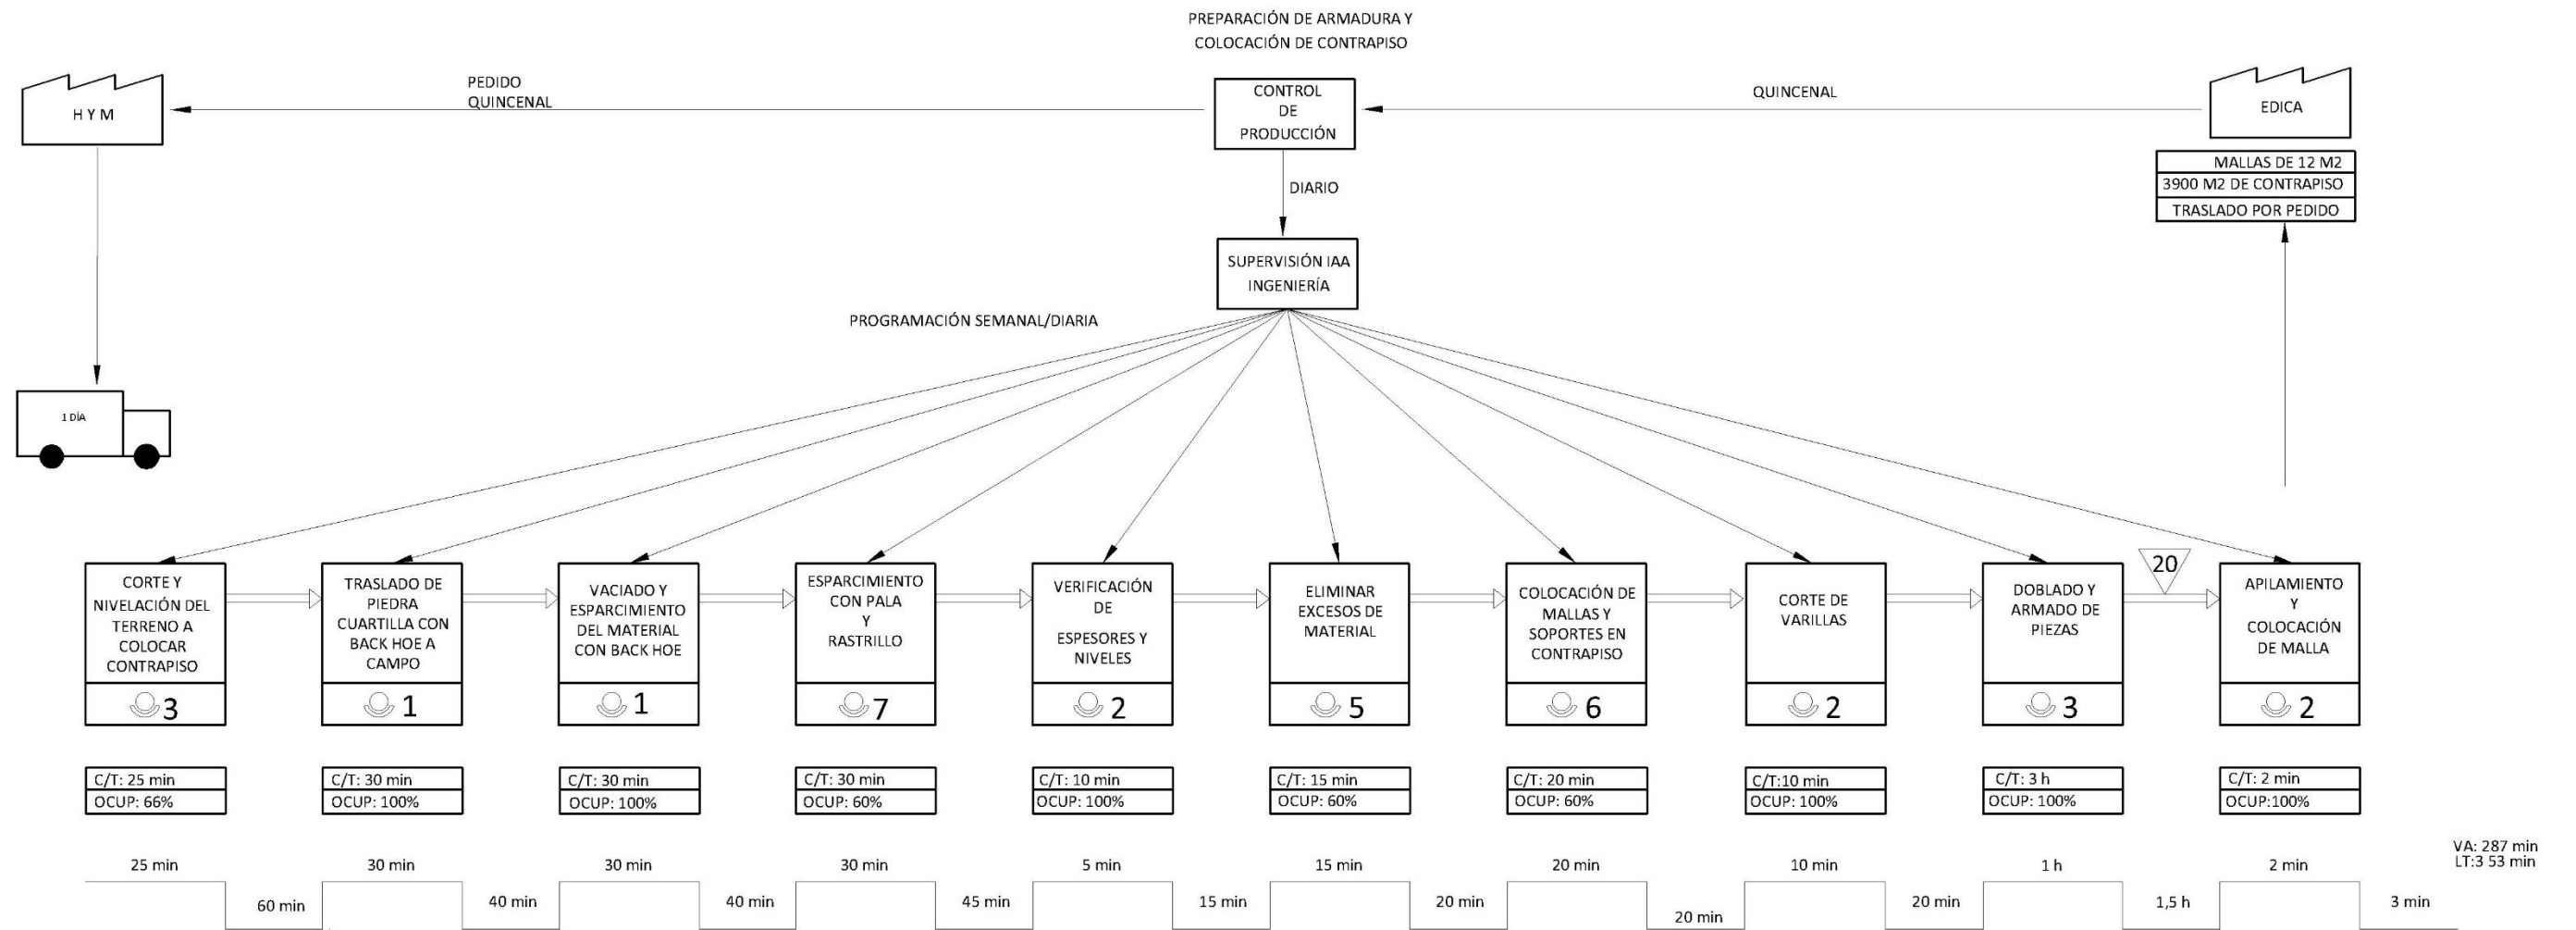 PREPARACIÓN DE ARMADURA Y
COLOCACIÓN DE CONTRAPISO
H Y M
PEDIDO
QUINCENAL
CONTROL
DE
PRODUCCIÓN
QUINCENAL
EDICA
MALLAS DE 12 M2
3900 M2 DE CONTRAPISO
TRASLADO POR PEDIDO
DIARIO
SUPERVISIÓN IAA
INGENIERÍA
PROGRAMACIÓN SEMANAL/DIARIA
1 DÍA
CORTE Y
NIVELACIÓN DEL
TERRENO A
COLOCAR
CONTRAPISO
3
TRASLADO DE
PIEDRA
CUARTILLA CON
BACK HOE A
CAMPO
1
VACIADO Y
ESPARCIMIENTO
DEL MATERIAL
CON BACK HOE
1
ESPARCIMIENTO
CON PALA
Y
RASTRILLO
7
VERIFICACIÓN
DE
ESPESORES Y
NIVELES
2
ELIMINAR
EXCESOS DE
MATERIAL
5
COLOCACIÓN DE
MALLAS Y
SOPORTES EN
CONTRAPISO
6
CORTE DE
VARILLAS
2
DOBLADO Y
ARMADO DE
PIEZAS
3
20
APILAMIENTO
Y
COLOCACIÓN
DE MALLA
2
C/T: 25 min
OCUP: 66%
C/T: 30 min
OCUP: 100%
C/T: 30 min
OCUP: 100%
C/T: 30 min
OCUP: 60%
C/T: 10 min
OCUP: 100%
C/T: 15 min
OCUP: 60%
C/T: 20 min
OCUP: 60%
C/T:10 min
OCUP: 100%
C/T: 3 h
OCUP: 100%
C/T: 2 min
OCUP:100%
25 min
60 min
30 min
40 min
30 min
40 min
30 min
45 min
5 min
15 min
15 min
20 min
20 min
20 min
10 min
20 min
1 h
1,5 h
2 min
3 min
VA: 287 min
LT:3 53 min